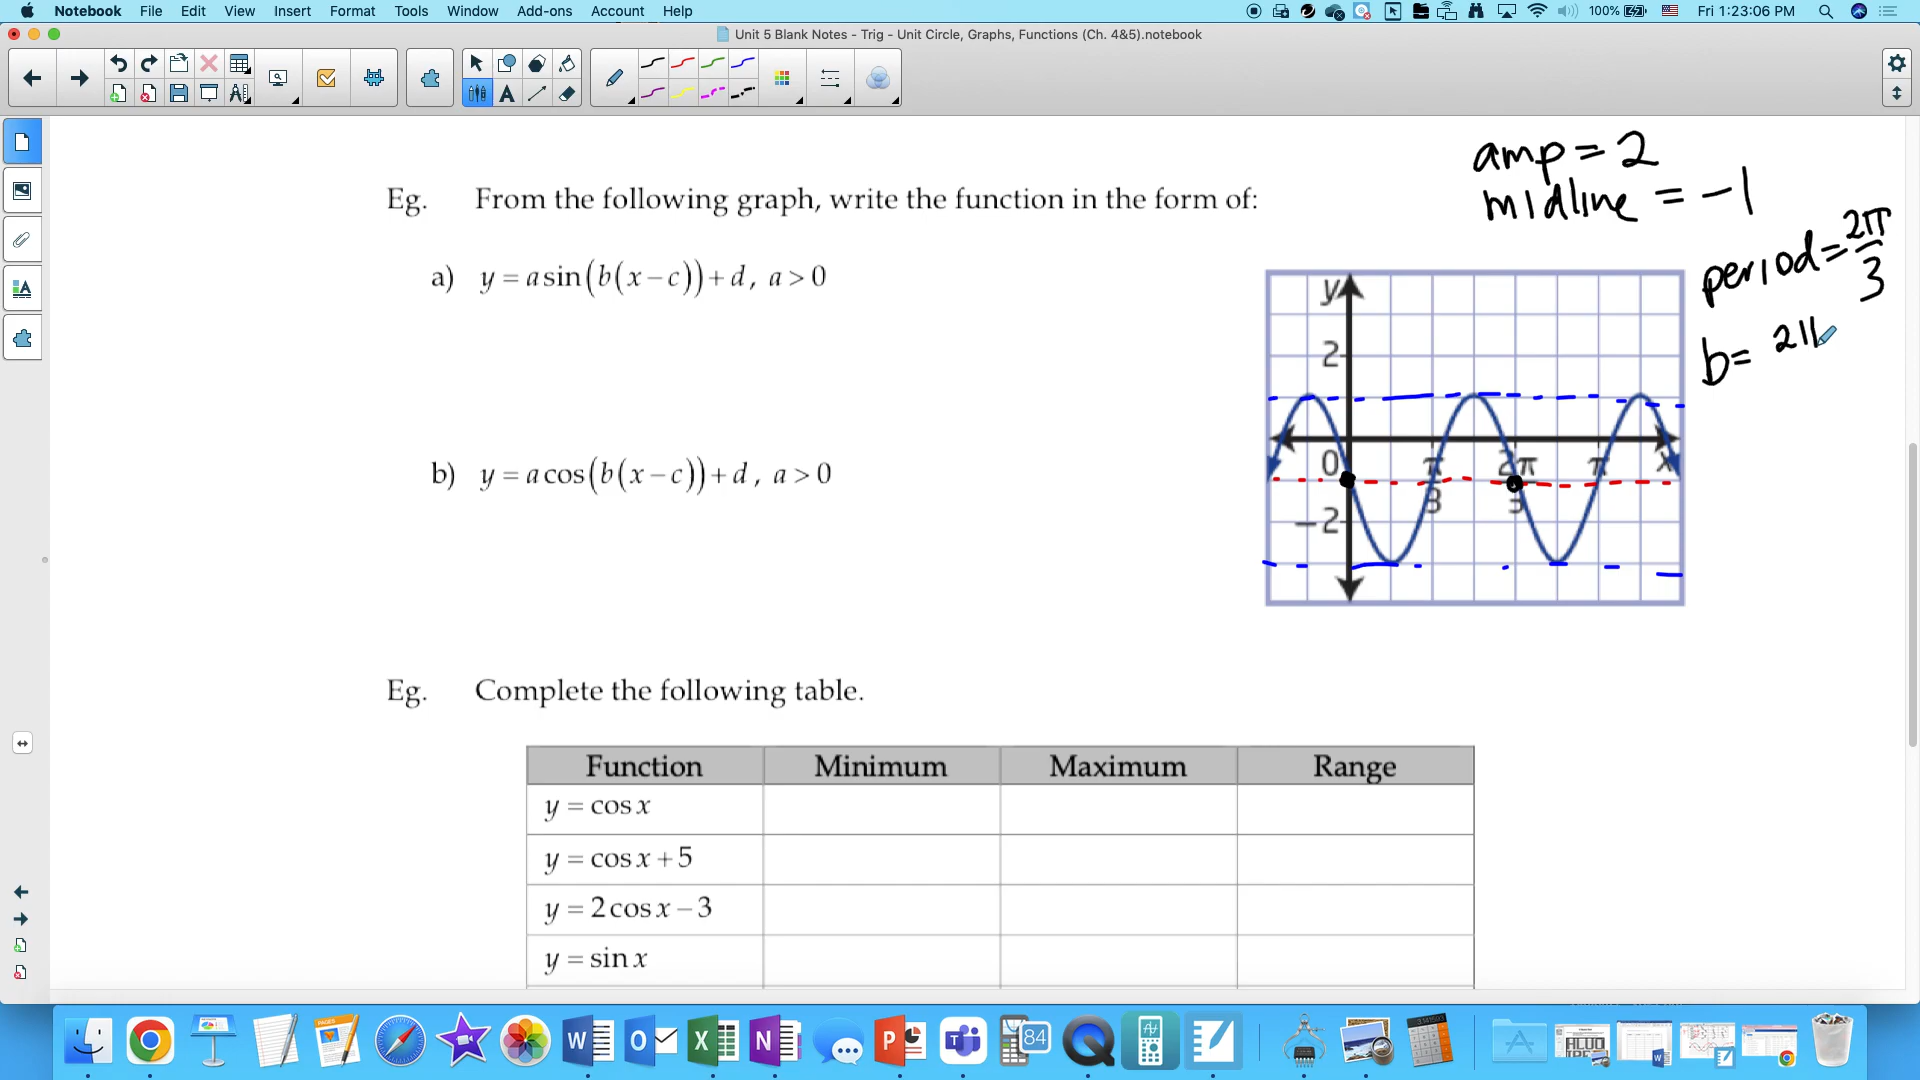 Notebook File Edit View Insert Format Tools Window Add-ons Account Help 100% Fri 1:23:06 PM
Unit 5 Blank Notes - Trig - Unit Circle, Graphs, Functions (Ch. 4&5).notebook
amp = 2
Eg. From the following graph, write the function in the form of:
midline = -1
period = 2π/3
a) y = a sin(b(x−c))+d, a>0
b = 2π
y
2
0 π/3 2π/3 π x
−2
b) y = a cos(b(x−c))+d, a>0
Eg. Complete the following table.
Function Minimum Maximum Range
y = cos x
y = cos x + 5
y = 2 cos x − 3
y = sin x
84